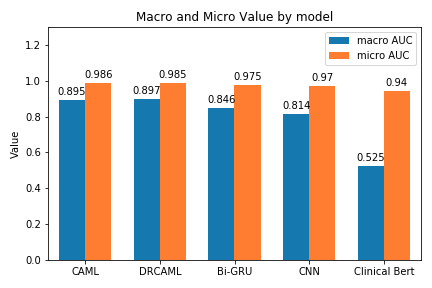 Macro and Micro Value by model
macro AUC
micro AUC
Value
1.2
1.0
0.8
0.6
0.4
0.2
0.0
0.895
0.986
0.897
0.985
0.846
0.975
0.814
0.97
0.525
0.94
CAML
DRCAML
Bi-GRU
CNN
Clinical Bert